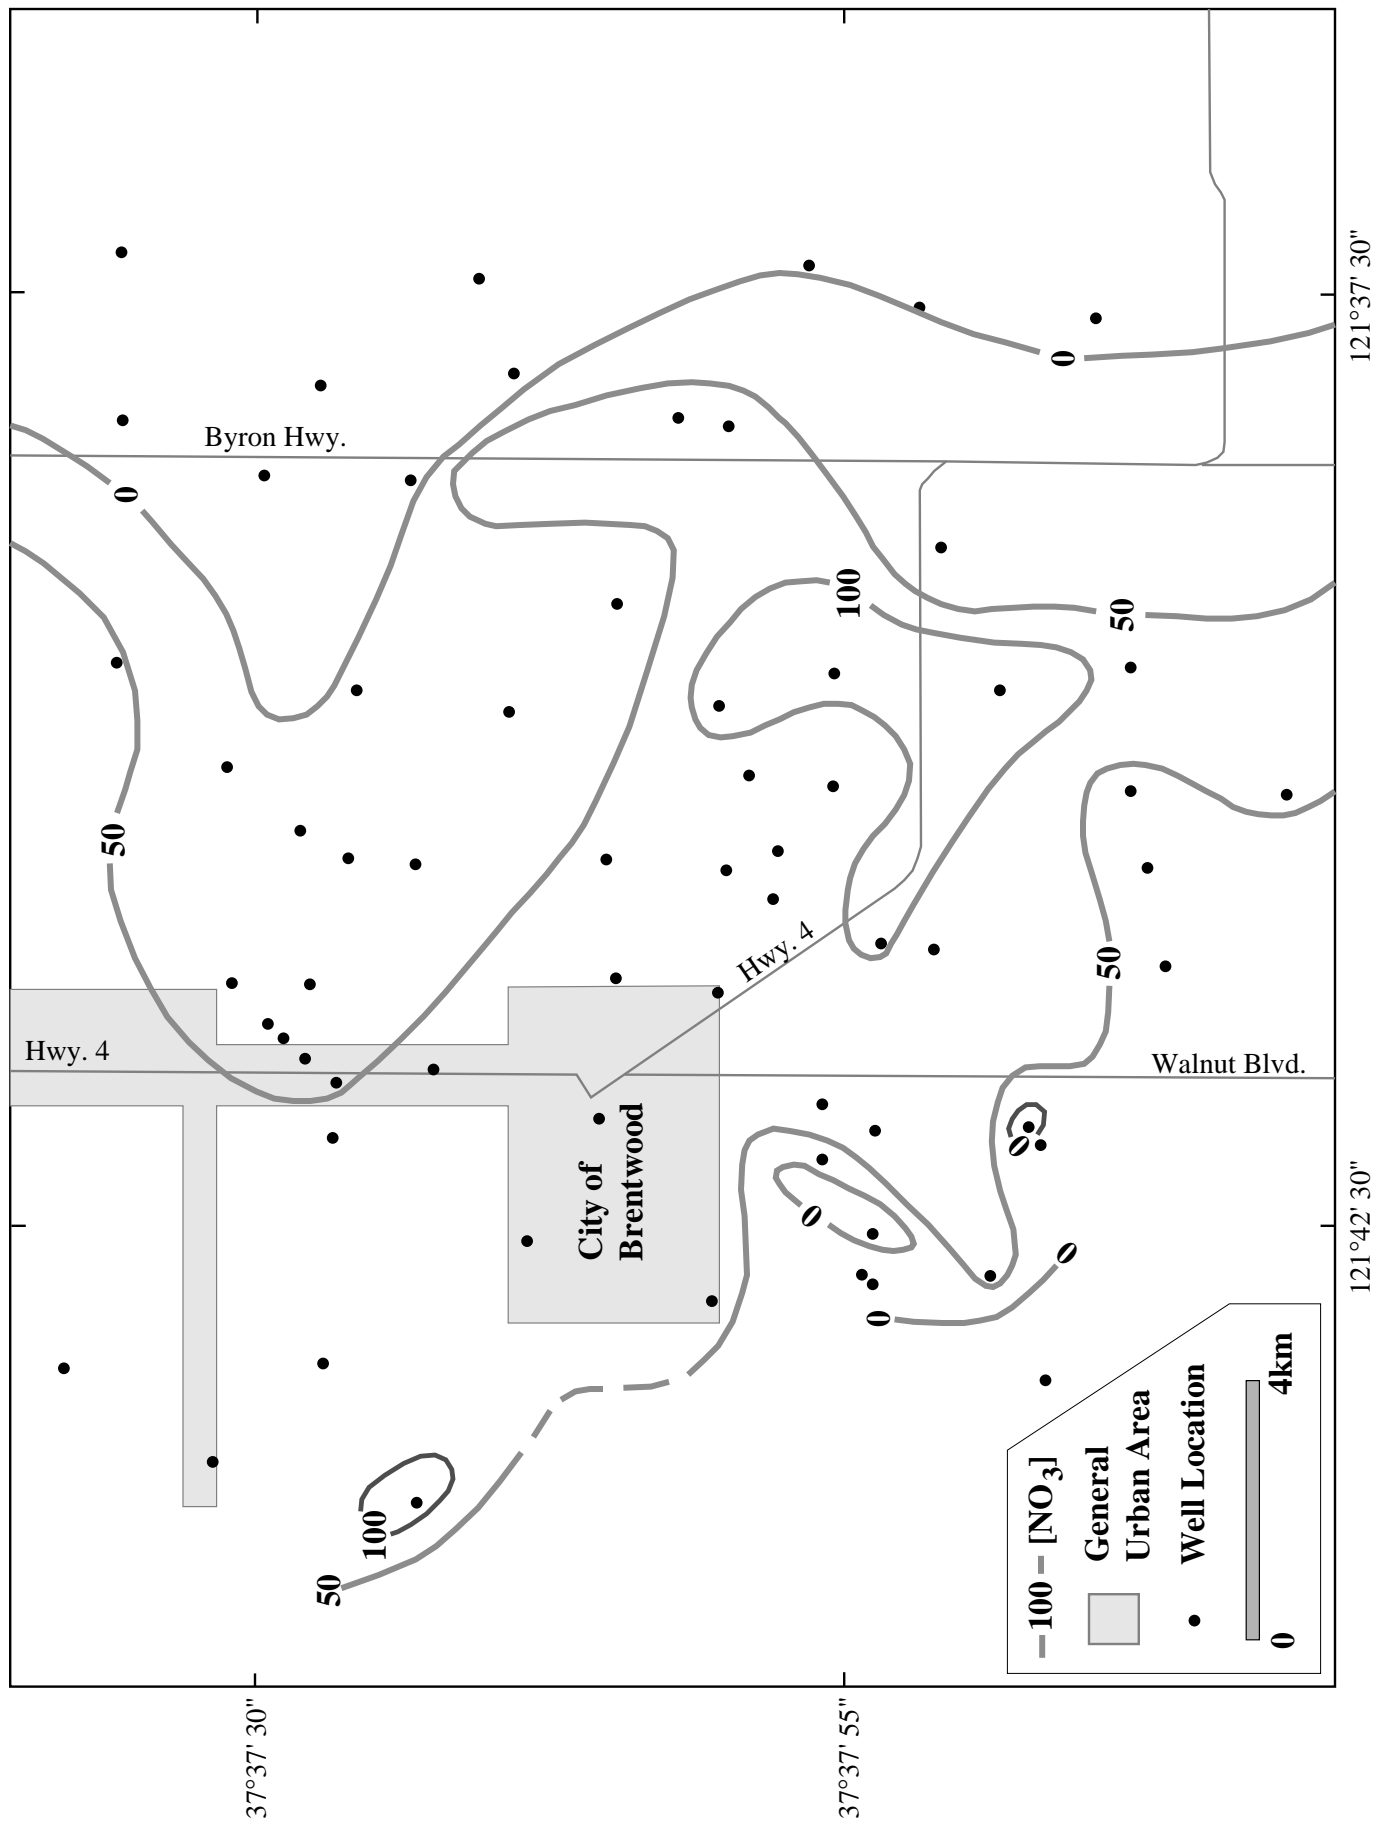 Byron Hwy.
0
50
100
50
0
Hwy. 4
Hwy. 4
50
Walnut Blvd.
City of
Brentwood
0
0
0
0
100
50
100 [NO3]
General
Urban Area
Well Location
0 4km
37°37' 30"
37°37' 55"
121°42' 30"
121°37' 30"